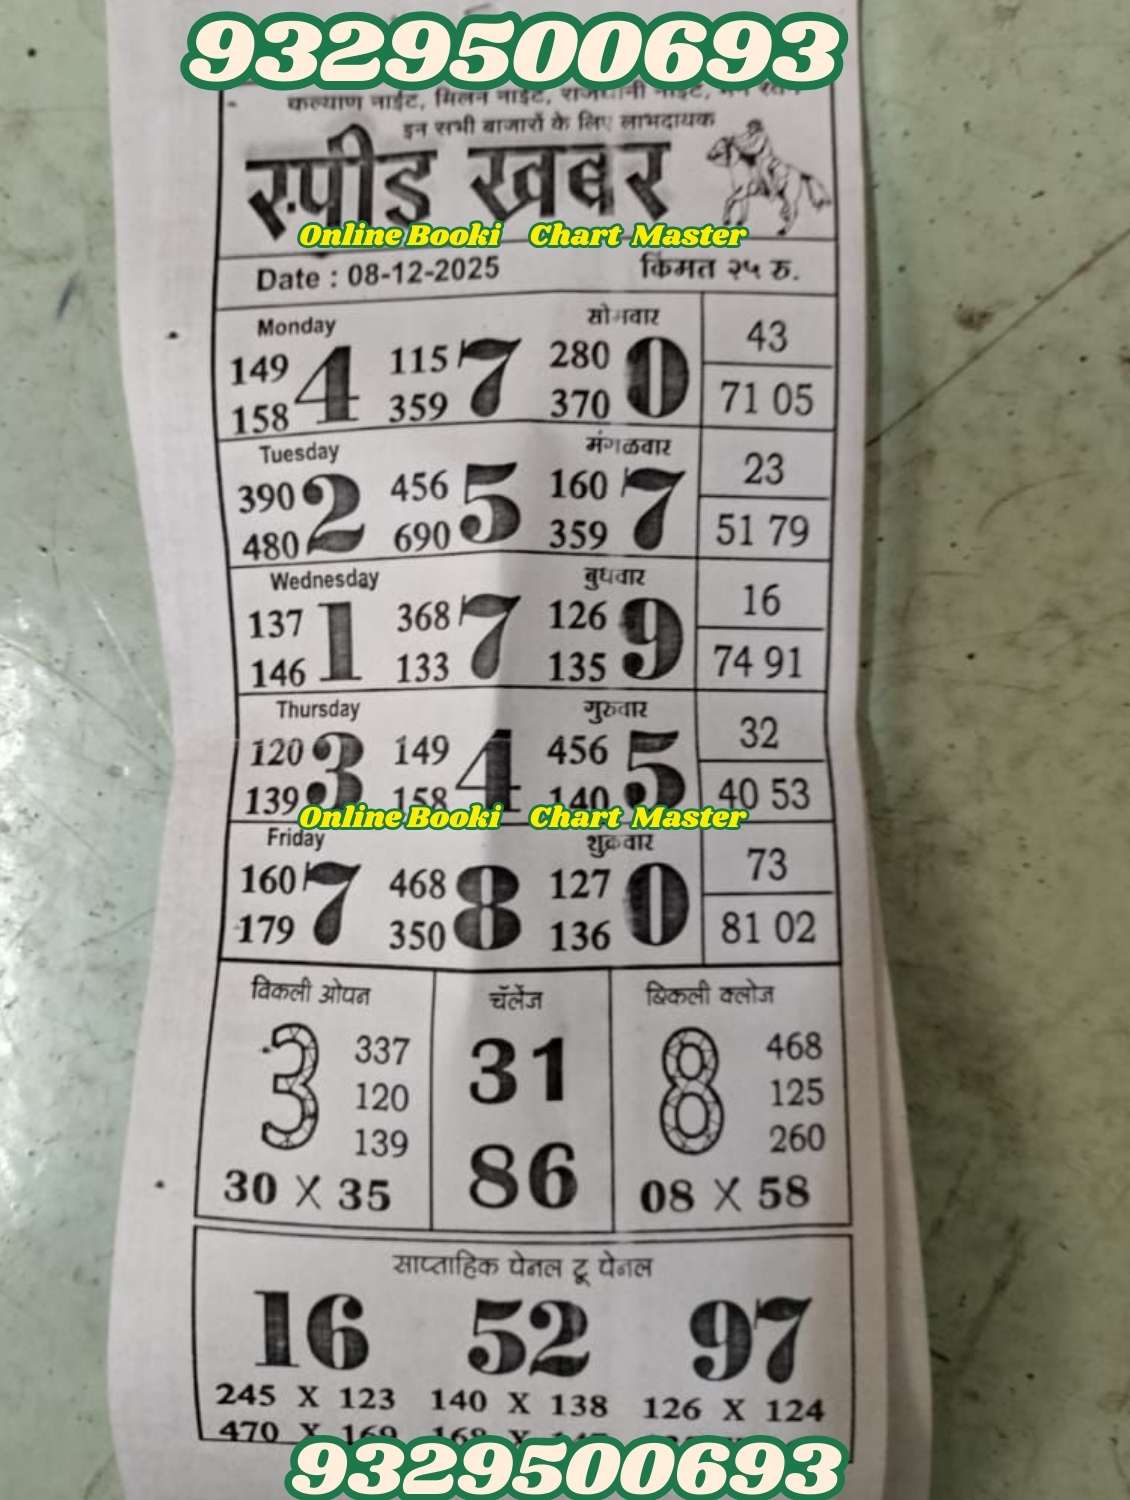 9329500693
कल्याण नाईट, मिलन नाईट, राजधानी नाईट, मेन रतन
इन सभी बाजारों के लिए लाभदायक
स्पीड खबर
Online Booki Chart Master
Date : 08-12-2025 किंमत २५ रु.
Monday सोमवार
149 4 115 7 280 0 43
158 359 370 71 05
Tuesday मंगळवार
390 2 456 5 160 7 23
480 690 359 51 79
Wednesday बुधवार
137 1 368 7 126 9 16
146 133 135 74 91
Thursday गुरुवार
120 3 149 4 456 5 32
139 158 140 40 53
Online Booki Chart Master
Friday शुक्रवार
160 7 468 8 127 0 73
179 350 136 81 02
विकली ओपन चॅलेंज विकली क्लोज
3 337 31 8 468
120 125
139 86 260
30 X 35 08 X 58
साप्ताहिक पेनल टू पेनल
16 52 97
245 X 123 140 X 138 126 X 124
470 X 169 168 X
9329500693